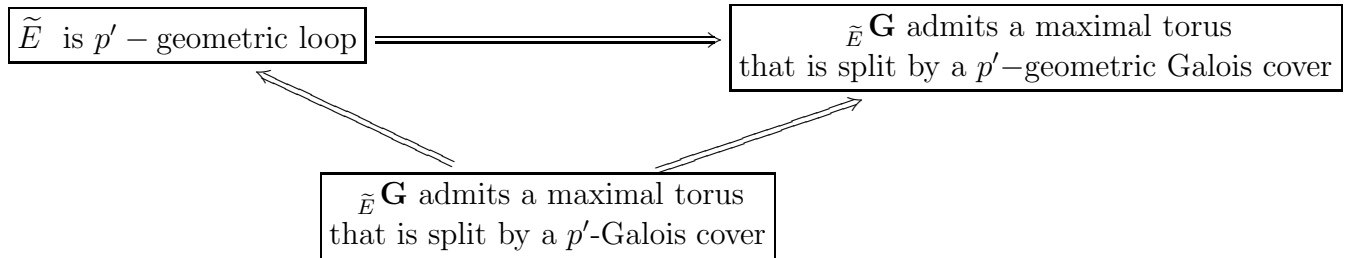 Ẽ is p′ − geometric loop
_Ẽ G admits a maximal torus
that is split by a p′−geometric Galois cover
_Ẽ G admits a maximal torus
that is split by a p′-Galois cover